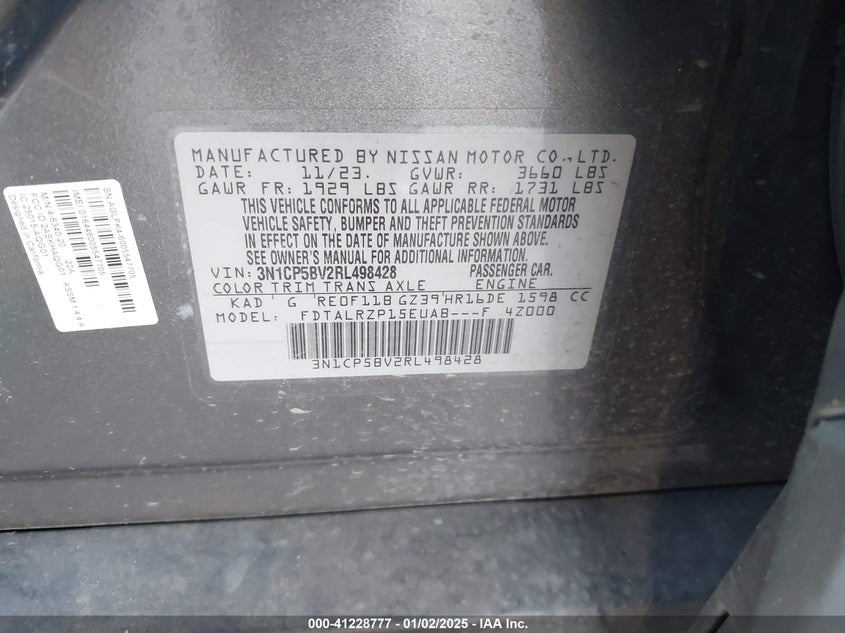 MANUFACTURED BY NISSAN MOTOR CO.,LTD.
DATE: 11/23. GVWR: 3660 LBS
GAWR FR: 1929 LBS GAWR RR: 1731 LBS
THIS VEHICLE CONFORMS TO ALL APPLICABLE FEDERAL MOTOR
VEHICLE SAFETY, BUMPER AND THEFT PREVENTION STANDARDS
IN EFFECT ON THE DATE OF MANUFACTURE SHOWN ABOVE.
SEE OWNER'S MANUAL FOR ADDITIONAL INFORMATION.
VIN: 3N1CP5BV2RL498428 PASSENGER CAR.
COLOR TRIM TRANS AXLE ENGINE
KAD G RE0F11B GZ39 HR16DE 1598 CC
MODEL: FDTALRZP15EUAB---F 4Z000
3N1CP5BV2RL498428
22A ASSM 144A
000-41228777 - 01/02/2025 - IAA Inc.